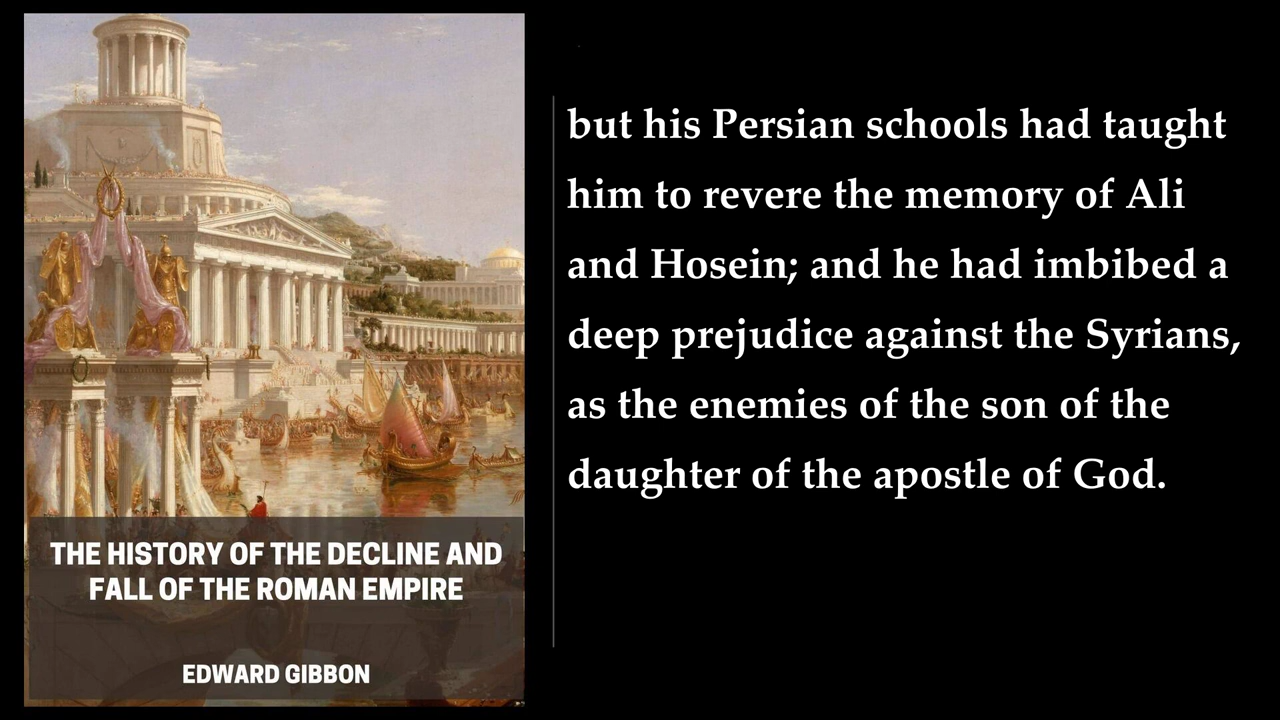 THE HISTORY OF THE DECLINE AND
FALL OF THE ROMAN EMPIRE
EDWARD GIBBON
but his Persian schools had taught
him to revere the memory of Ali
and Hosein; and he had imbibed a
deep prejudice against the Syrians,
as the enemies of the son of the
daughter of the apostle of God.